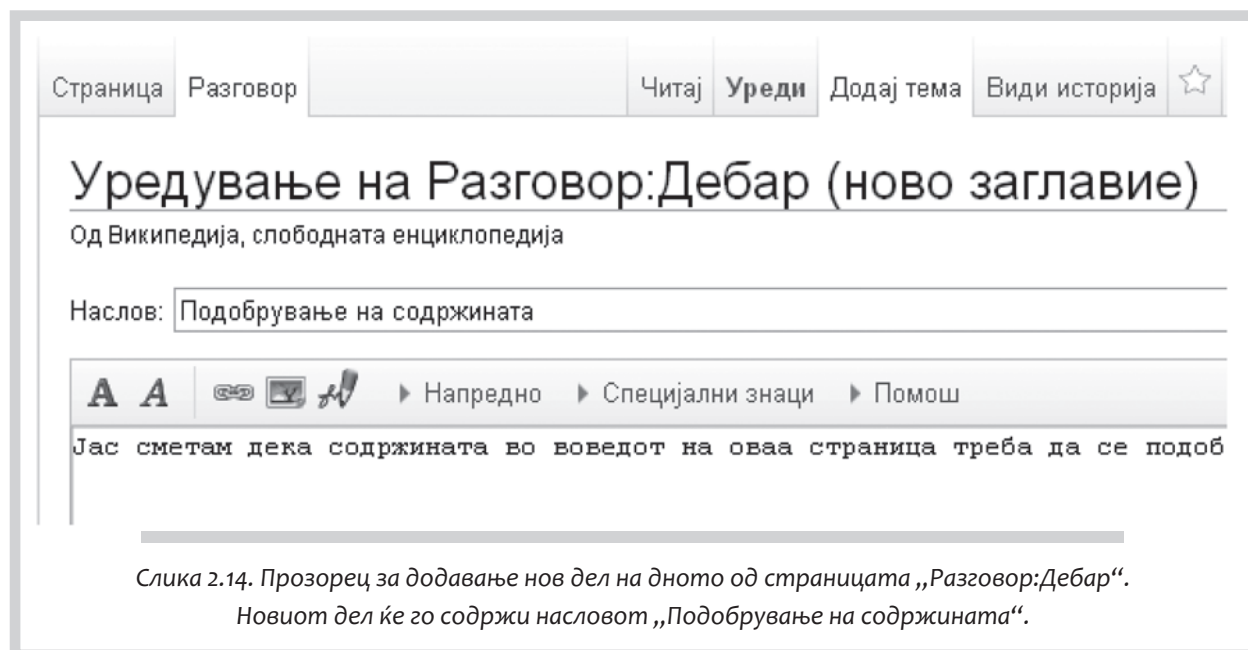 Страница Разговор Читај Уреди Додај тема Види историја
Уредување на Разговор:Дебар (ново заглавие)
Од Википедија, слободната енциклопедија
Наслов: Подобрување на содржината
A A Напредно Специјални знаци Помош
Јас сметам дека содржината во воведот на оваа страница треба да се подоб
Слика 2.14. Прозорец за додавање нов дел на дното од страницата „Разговор:Дебар“.
Новиот дел ќе го содржи насловот „Подобрување на содржината“.